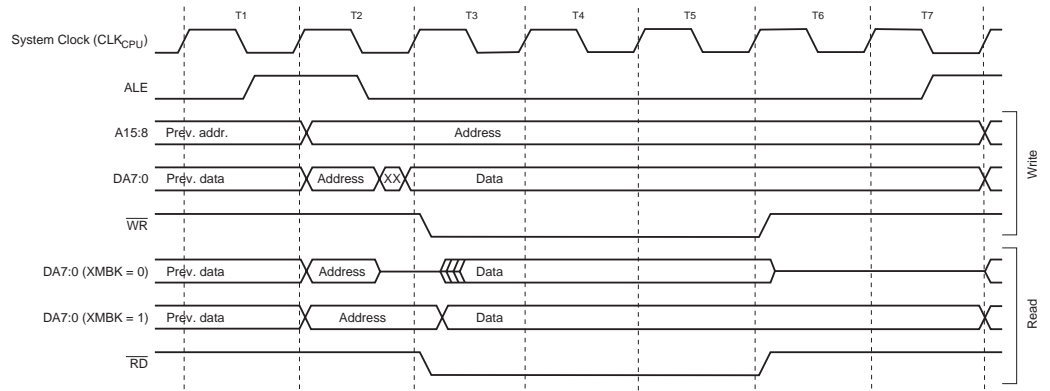 T1 T2 T3 T4 T5 T6 T7
System Clock (CLKCPU)
ALE
A15:8 Prev. addr. Address
DA7:0 Prev. data Address XX Data
WR
Write
DA7:0 (XMBK = 0) Prev. data Address Data
DA7:0 (XMBK = 1) Prev. data Address Data
RD
Read